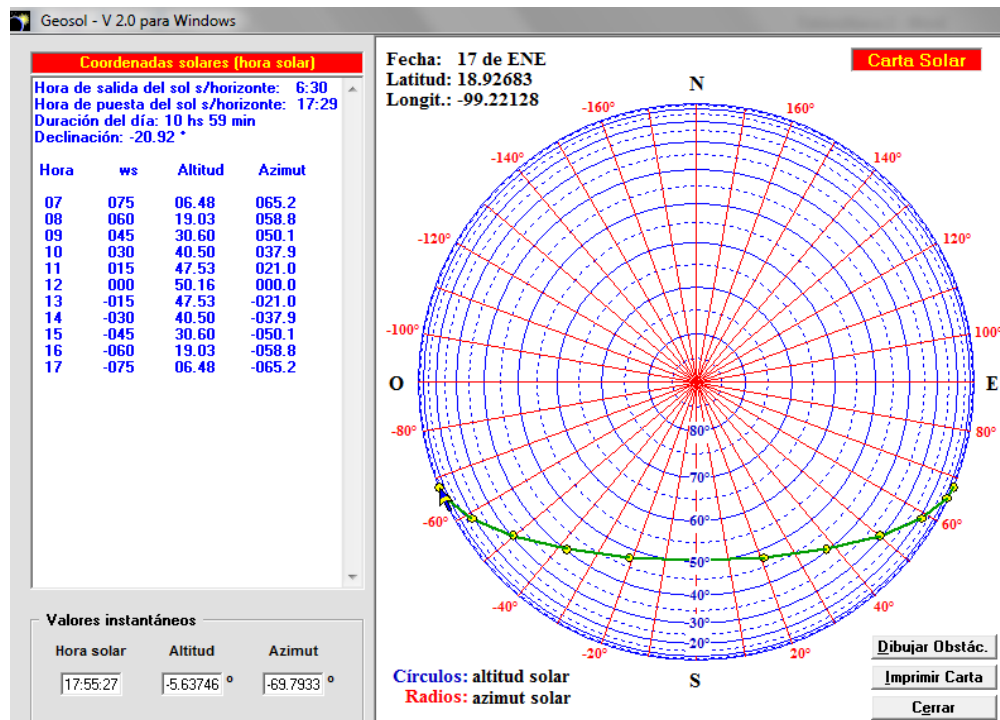 Geosol - V 2.0 para Windows
Coordenadas solares (hora solar)
Hora de salida del sol s/horizonte: 6:30
Hora de puesta del sol s/horizonte: 17:29
Duración del día: 10 hs 59 min
Declinación: -20.92 °
Hora ws Altitud Azimut
07 075 06.48 065.2
08 060 19.03 058.8
09 045 30.60 050.1
10 030 40.50 037.9
11 015 47.53 021.0
12 000 50.16 000.0
13 -015 47.53 -021.0
14 -030 40.50 -037.9
15 -045 30.60 -050.1
16 -060 19.03 -058.8
17 -075 06.48 -065.2
Valores instantáneos
Hora solar Altitud Azimut
17:55:27 -5.63746 ° -69.7933 °
Fecha: 17 de ENE
Latitud: 18.92683
Longit.: -99.22128
Carta Solar
N
-160° 160°
-140° 140°
-120° 120°
-100° 100°
O E
-80° 80°
80°
70°
-60° 60°
60°
50°
40°
-40° 40°
30°
20°
-20° 20°
S
Círculos: altitud solar
Radios: azimut solar
Dibujar Obstác.
Imprimir Carta
Cerrar